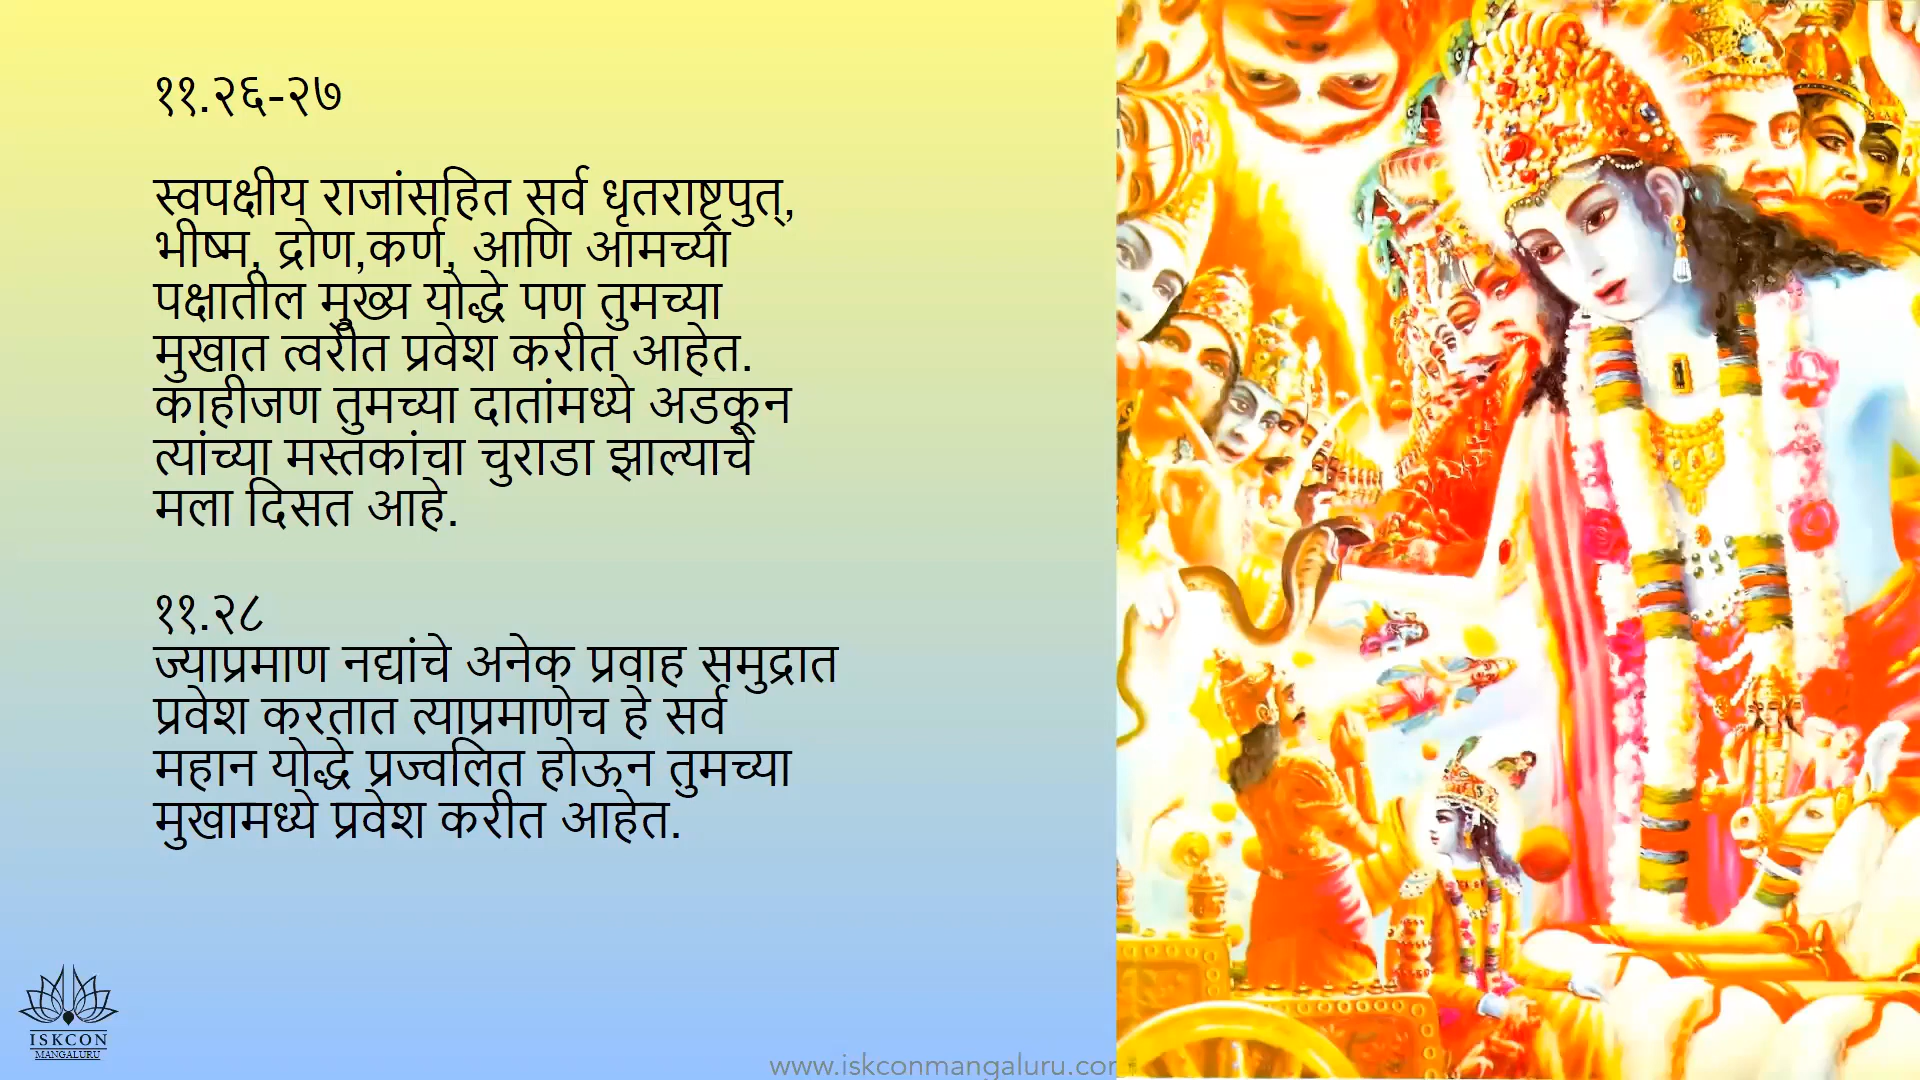 ११.२६-२७
स्वपक्षीय राजांसहित सर्व धृतराष्ट्रपुत्,
भीष्म, द्रोण,कर्ण, आणि आमच्या
पक्षातील मुख्य योद्धे पण तुमच्या
मुखात त्वरीत प्रवेश करीत आहेत.
काहीजण तुमच्या दातांमध्ये अडकून
त्यांच्या मस्तकांचा चुराडा झाल्याचे
मला दिसत आहे.
११.२८
ज्याप्रमाण नद्यांचे अनेक प्रवाह समुद्रात
प्रवेश करतात त्याप्रमाणेच हे सर्व
महान योद्धे प्रज्वलित होऊन तुमच्या
मुखामध्ये प्रवेश करीत आहेत.
ISKCON
MANGALURU
www.iskconmangaluru.cor